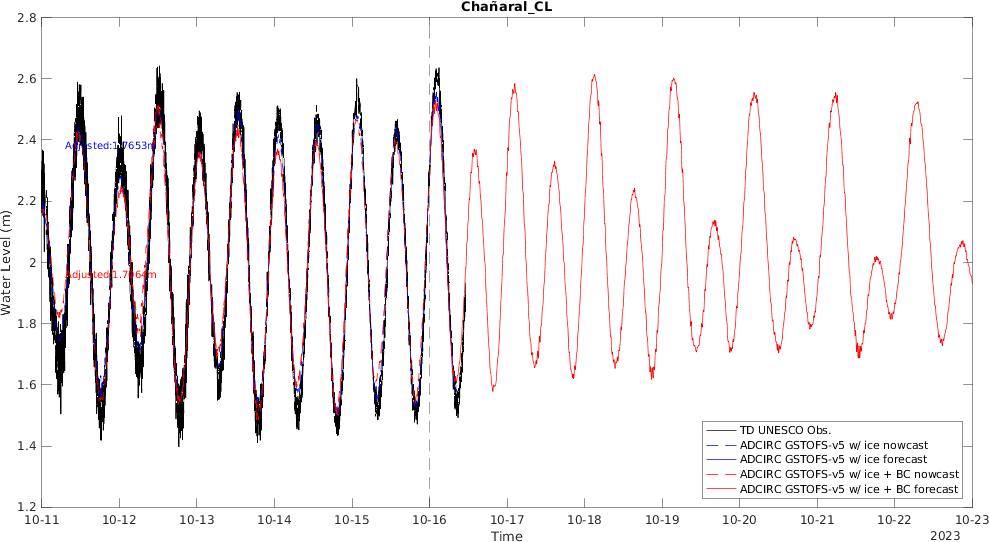 Chañaral_CL
2.8
2.6
2.4
2.2
2
1.8
1.6
1.4
1.2
Water Level (m)
Adjusted:1.7653m
Adjusted:1.7964m
TD UNESCO Obs.
ADCIRC GSTOFS-v5 w/ ice nowcast
ADCIRC GSTOFS-v5 w/ ice forecast
ADCIRC GSTOFS-v5 w/ ice + BC nowcast
ADCIRC GSTOFS-v5 w/ ice + BC forecast
10-11 10-12 10-13 10-14 10-15 10-16 10-17 10-18 10-19 10-20 10-21 10-22 10-23
Time
2023